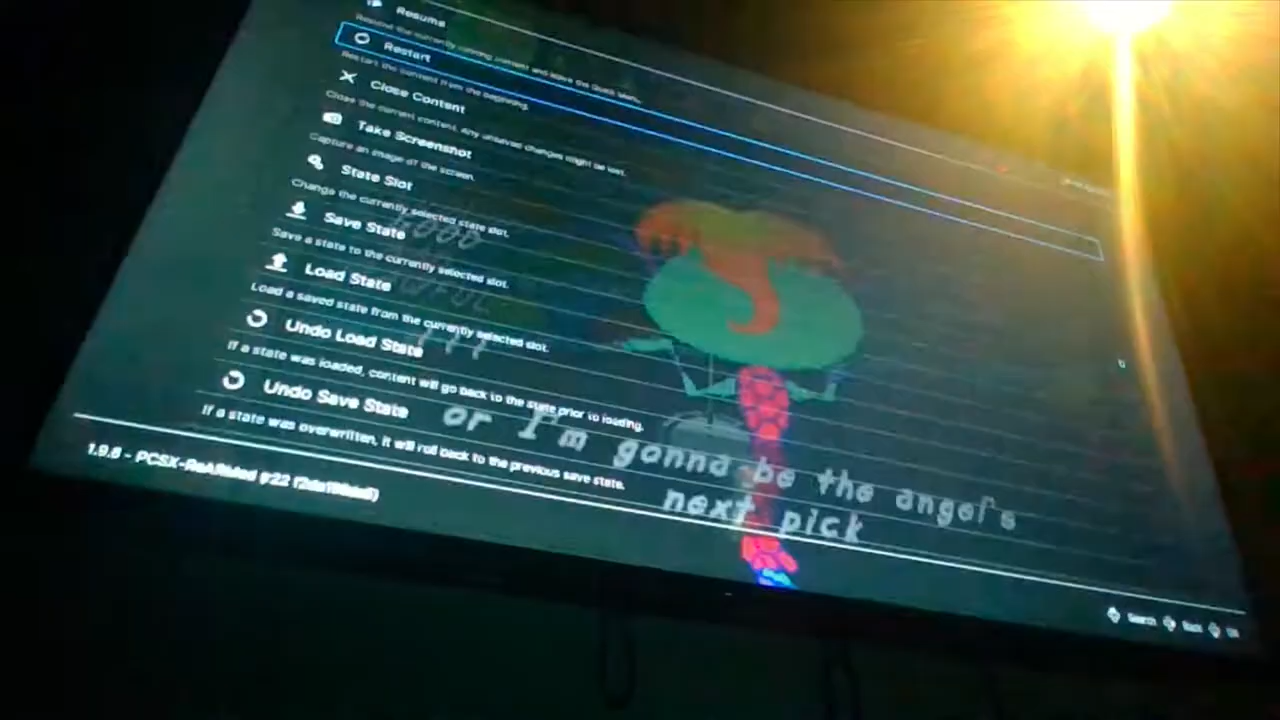 Resume
Resume the currently running content and leave the Quick Menu.
Restart
Restart the content from the beginning.
Close Content
Close the current content. Any unsaved changes might be lost.
Take Screenshot
Capture an image of the screen.
State Slot
Change the currently selected state slot.
Save State
Save a state to the currently selected slot.
Load State
Load a saved state from the currently selected slot.
Undo Load State
If a state was loaded, content will go back to the state prior to loading.
Undo Save State
If a state was overwritten, it will roll back to the previous save state.
or I'm gonna be the angel's
next pick
1.9.8 - PCSX-ReARMed
Search Back OK